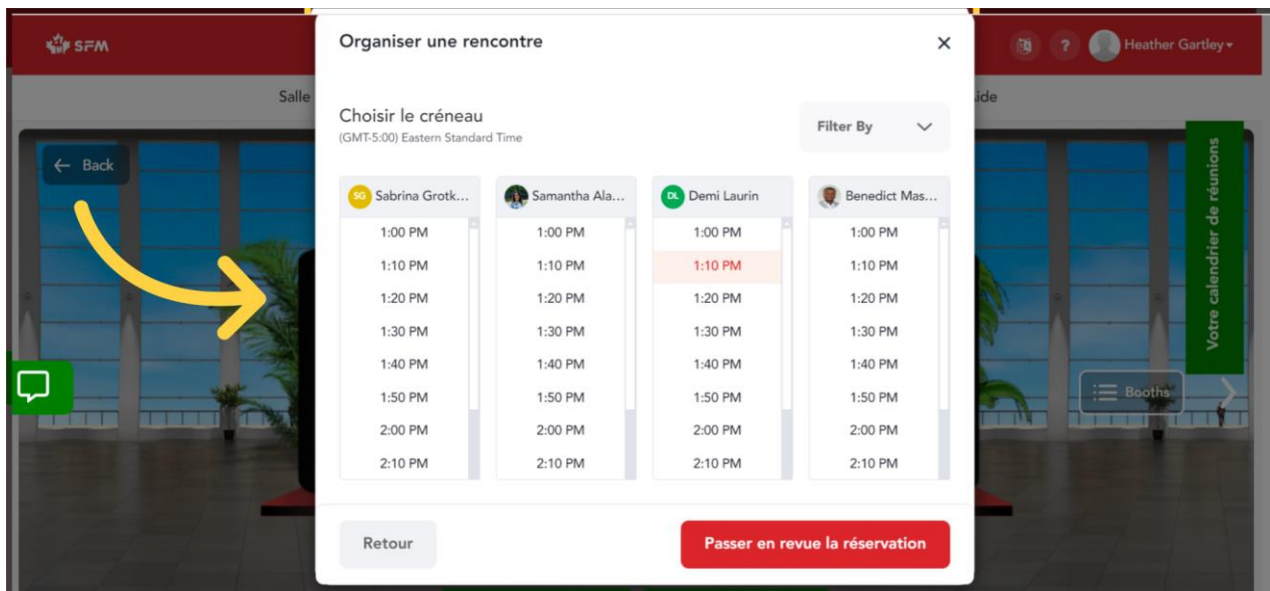 SFM
Organiser une rencontre
? Heather Gartley
Salle
Choisir le créneau
(GMT-5:00) Eastern Standard Time
Filter By
ide
← Back
SG Sabrina Grotk...
Samantha Ala...
DL Demi Laurin
Benedict Mas...
1:00 PM 1:00 PM 1:00 PM 1:00 PM
1:10 PM 1:10 PM 1:10 PM 1:10 PM
1:20 PM 1:20 PM 1:20 PM 1:20 PM
1:30 PM 1:30 PM 1:30 PM 1:30 PM
1:40 PM 1:40 PM 1:40 PM 1:40 PM
1:50 PM 1:50 PM 1:50 PM 1:50 PM
2:00 PM 2:00 PM 2:00 PM 2:00 PM
2:10 PM 2:10 PM 2:10 PM 2:10 PM
Votre calendrier de réunions
Booths
Retour
Passer en revue la réservation